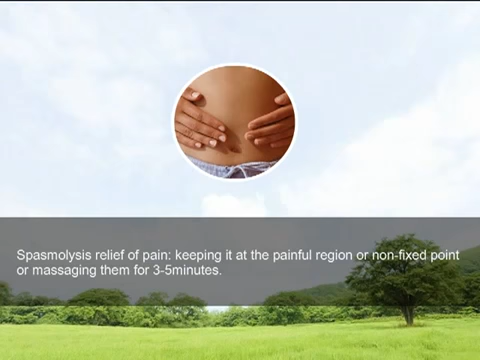 Spasmolysis relief of pain: keeping it at the painful region or non-fixed point
or massaging them for 3-5minutes.